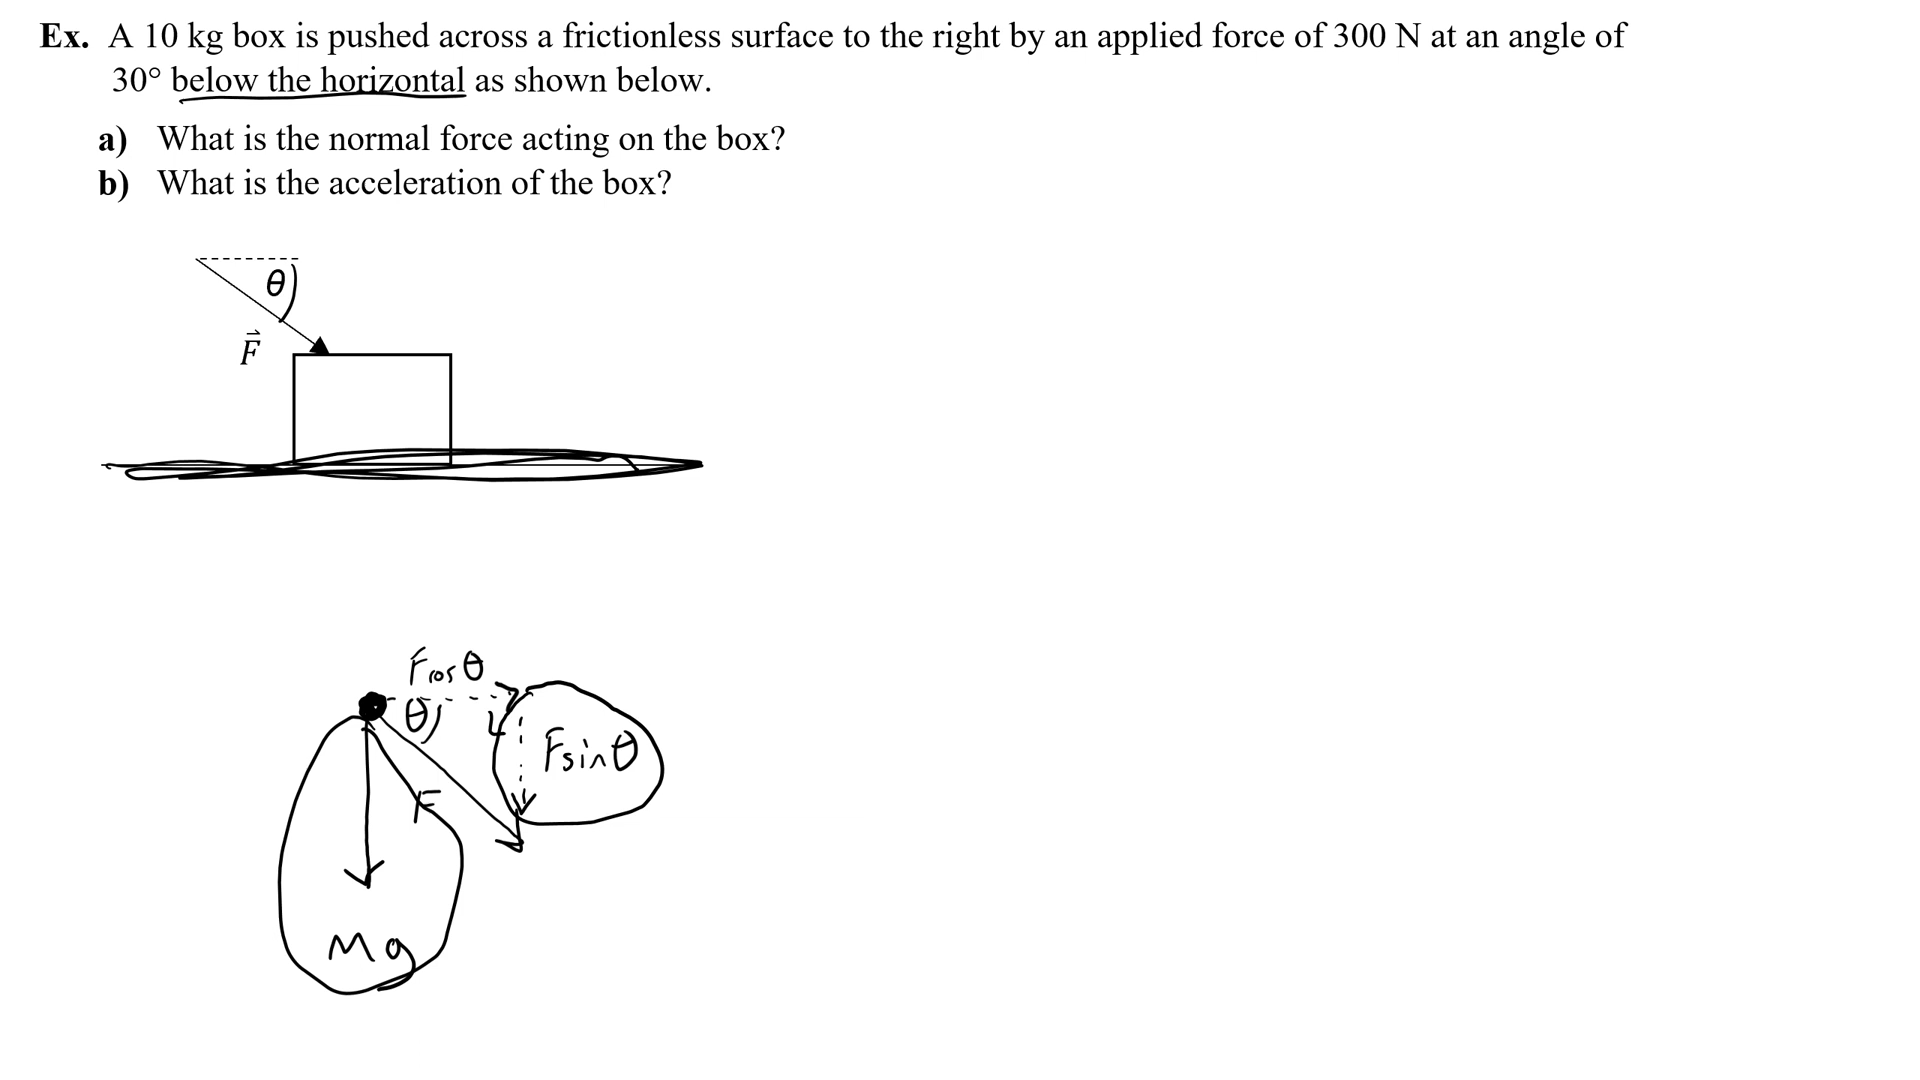 Ex. A 10 kg box is pushed across a frictionless surface to the right by an applied force of 300 N at an angle of
30° below the horizontal as shown below.
a) What is the normal force acting on the box?
b) What is the acceleration of the box?
θ
F⃗
Fcosθ
θ
Fsinθ
F
Mg